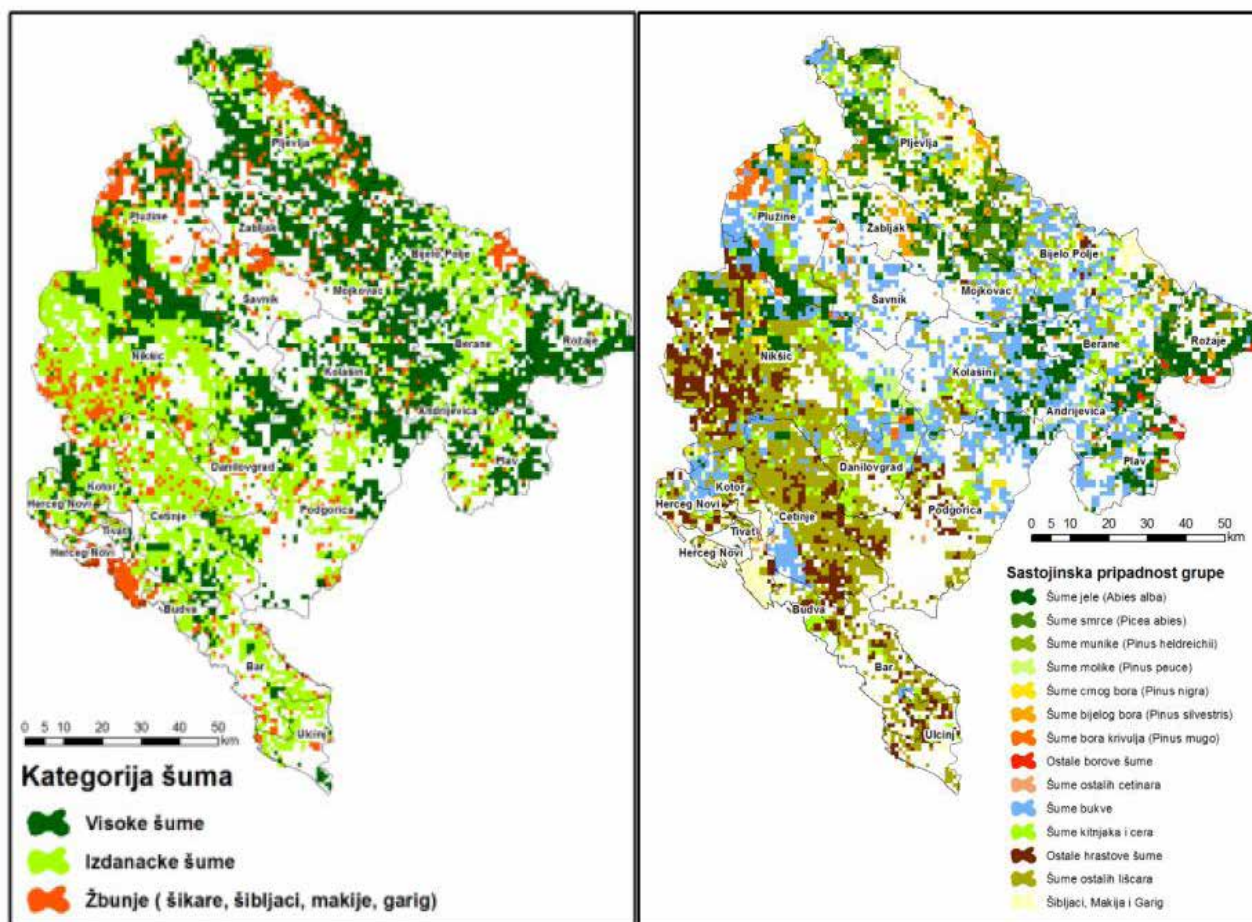 Pljevlja
Plužine
Žabljak
Bijelo Polje
Šavnik
Mojkovac
Nikšic
Kolašin
Berane
Rožaje
Andrijevica
Plav
Danilovgrad
Kotor
Herceg Novi
Cetinje
Podgorica
Tivat
Herceg Novi
Budva
Bar
Ulcinj
0 5 10 20 30 40 50
km
Kategorija šuma
Visoke šume
Izdanacke šume
Žbunje ( šikare, šibljaci, makije, garig)
Pljevlja
Plužine
Žabljak
Bijelo Polje
Šavnik
Mojkovac
Nikšic
Kolašin
Berane
Rožaje
Andrijevica
Plav
Danilovgrad
Kotor
Herceg Novi
Cetinje
Podgorica
Tivat
Herceg Novi
Budva
Bar
Ulcinj
0 5 10 20 30 40 50
km
Sastojinska pripadnost grupe
Šume jele (Abies alba)
Šume smrce (Picea abies)
Šume munike (Pinus heldreichii)
Šume molike (Pinus peuce)
Šume crnog bora (Pinus nigra)
Šume bijelog bora (Pinus silvestris)
Šume bora krivulja (Pinus mugo)
Ostale borove šume
Šume ostalih cetinara
Šume bukve
Šume kitnjaka i cera
Ostale hrastove šume
Šume ostalih lišcara
Šibljaci, Makija i Garig